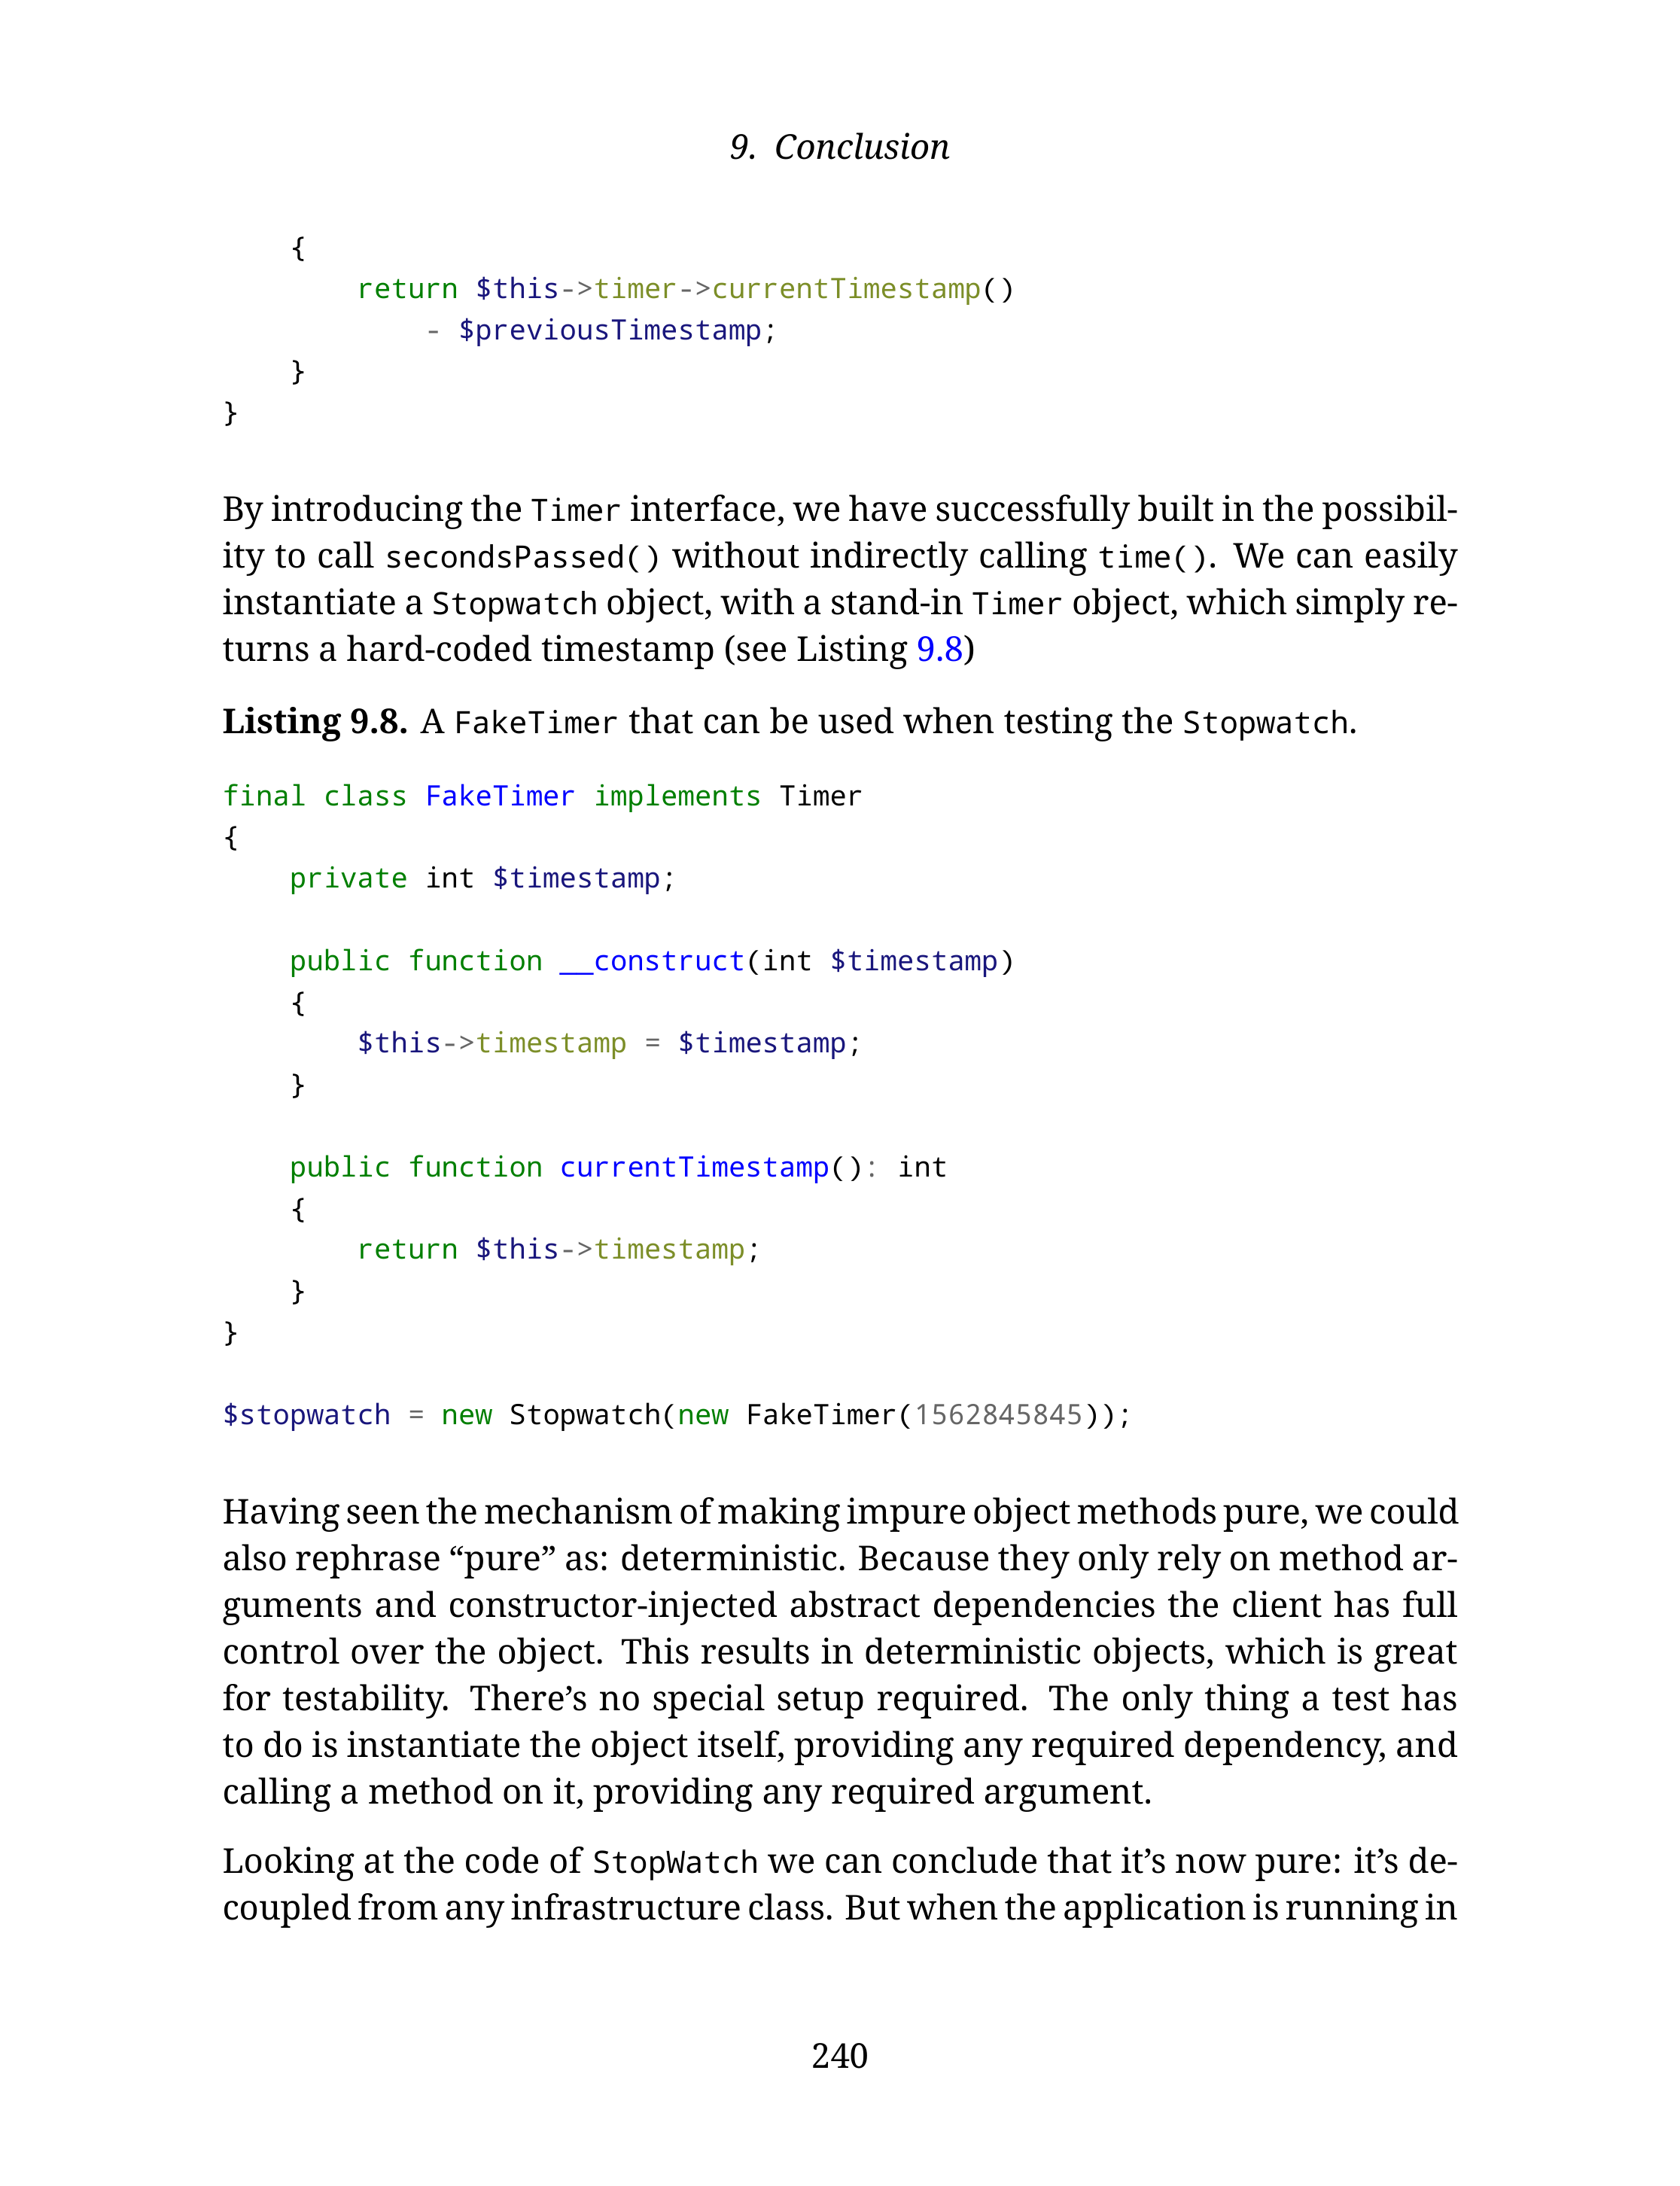 9. Conclusion
    {
        return $this->timer->currentTimestamp()
            - $previousTimestamp;
    }
}
By introducing the Timer interface, we have successfully built in the possibil-
ity to call secondsPassed() without indirectly calling time(). We can easily
instantiate a Stopwatch object, with a stand-in Timer object, which simply re-
turns a hard-coded timestamp (see Listing 9.8)
Listing 9.8. A FakeTimer that can be used when testing the Stopwatch.
final class FakeTimer implements Timer
{
    private int $timestamp;

    public function __construct(int $timestamp)
    {
        $this->timestamp = $timestamp;
    }

    public function currentTimestamp(): int
    {
        return $this->timestamp;
    }
}

$stopwatch = new Stopwatch(new FakeTimer(1562845845));
Having seen the mechanism of making impure object methods pure, we could
also rephrase “pure” as: deterministic. Because they only rely on method ar-
guments and constructor-injected abstract dependencies the client has full
control over the object. This results in deterministic objects, which is great
for testability. There’s no special setup required. The only thing a test has
to do is instantiate the object itself, providing any required dependency, and
calling a method on it, providing any required argument.
Looking at the code of StopWatch we can conclude that it’s now pure: it’s de-
coupled from any infrastructure class. But when the application is running in
240